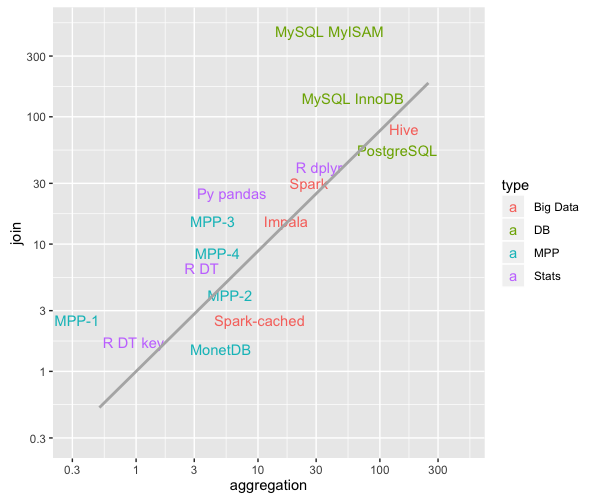 MySQL MyISAM
300
MySQL InnoDB
100
Hive
PostgreSQL
R dplyr
30
Spark
Py pandas
MPP-3
Impala
join
10
MPP-4
R DT
MPP-2
3
MPP-1
Spark-cached
R DT key
MonetDB
1
0.3
0.3 1 3 10 30 100 300
aggregation
type
a Big Data
a DB
a MPP
a Stats